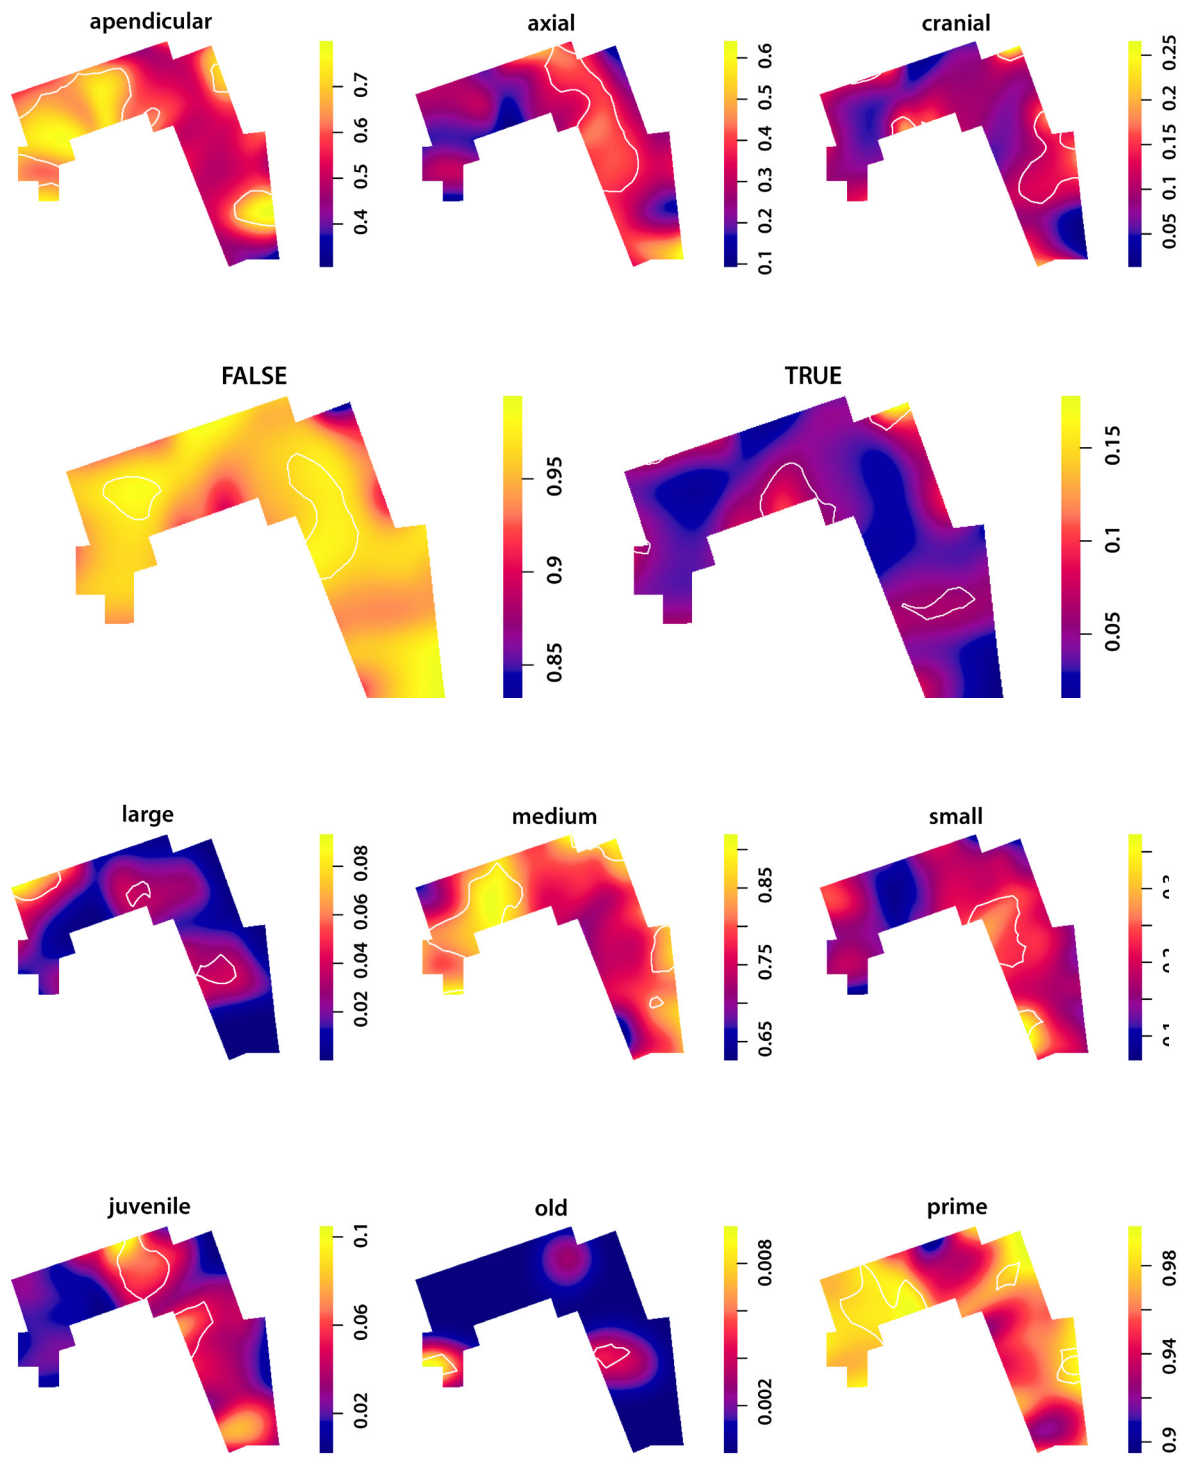 apendicular axial cranial
0.7 0.6 0.5 0.4
0.6 0.5 0.4 0.3 0.2 0.1
0.25 0.2 0.15 0.1 0.05
FALSE TRUE
0.95 0.9 0.85
0.15 0.1 0.05
large medium small
0.08 0.06 0.04 0.02
0.85 0.75 0.65
juvenile old prime
0.1 0.06 0.02
0.008 0.002
0.98 0.94 0.9